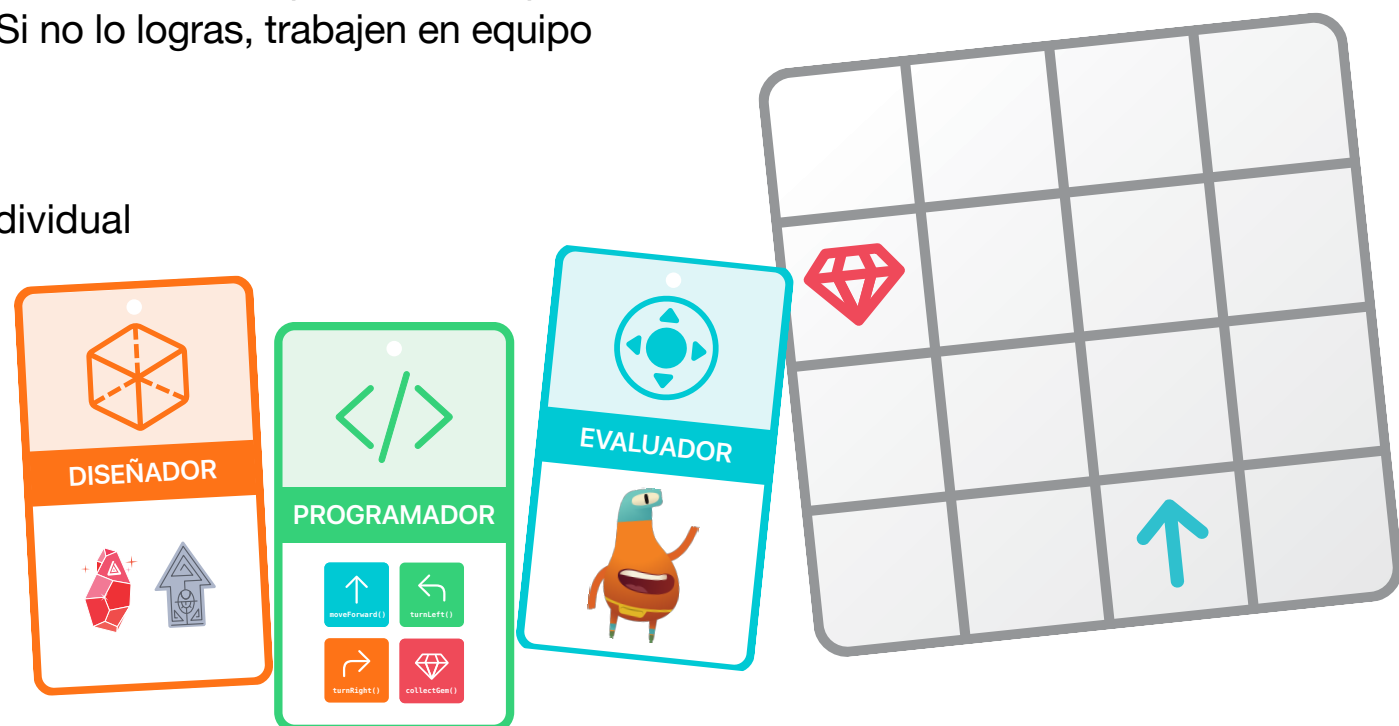 Si no lo logras, trabajen en equipo
dividual
DISEÑADOR
PROGRAMADOR
moveForward()
turnLeft()
turnRight()
collectGem()
EVALUADOR